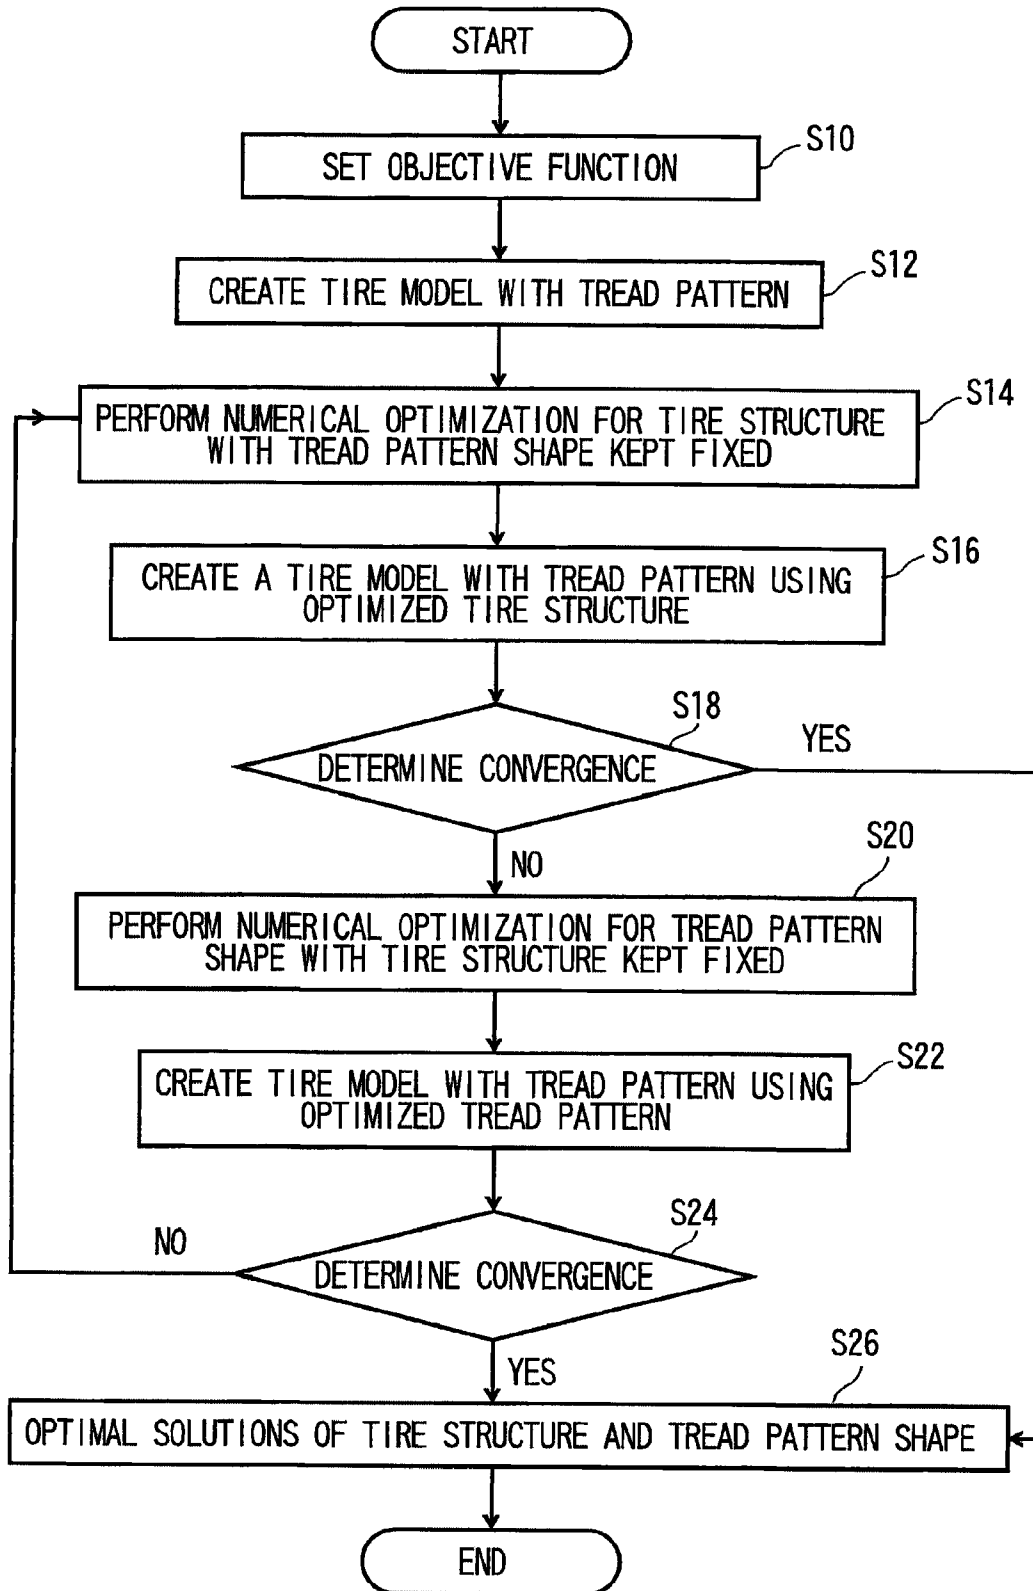 START
S10
SET OBJECTIVE FUNCTION
S12
CREATE TIRE MODEL WITH TREAD PATTERN
S14
PERFORM NUMERICAL OPTIMIZATION FOR TIRE STRUCTURE
WITH TREAD PATTERN SHAPE KEPT FIXED
S16
CREATE A TIRE MODEL WITH TREAD PATTERN USING
OPTIMIZED TIRE STRUCTURE
S18
YES
DETERMINE CONVERGENCE
NO
S20
PERFORM NUMERICAL OPTIMIZATION FOR TREAD PATTERN
SHAPE WITH TIRE STRUCTURE KEPT FIXED
S22
CREATE TIRE MODEL WITH TREAD PATTERN USING
OPTIMIZED TREAD PATTERN
S24
NO
DETERMINE CONVERGENCE
YES
S26
OPTIMAL SOLUTIONS OF TIRE STRUCTURE AND TREAD PATTERN SHAPE
END